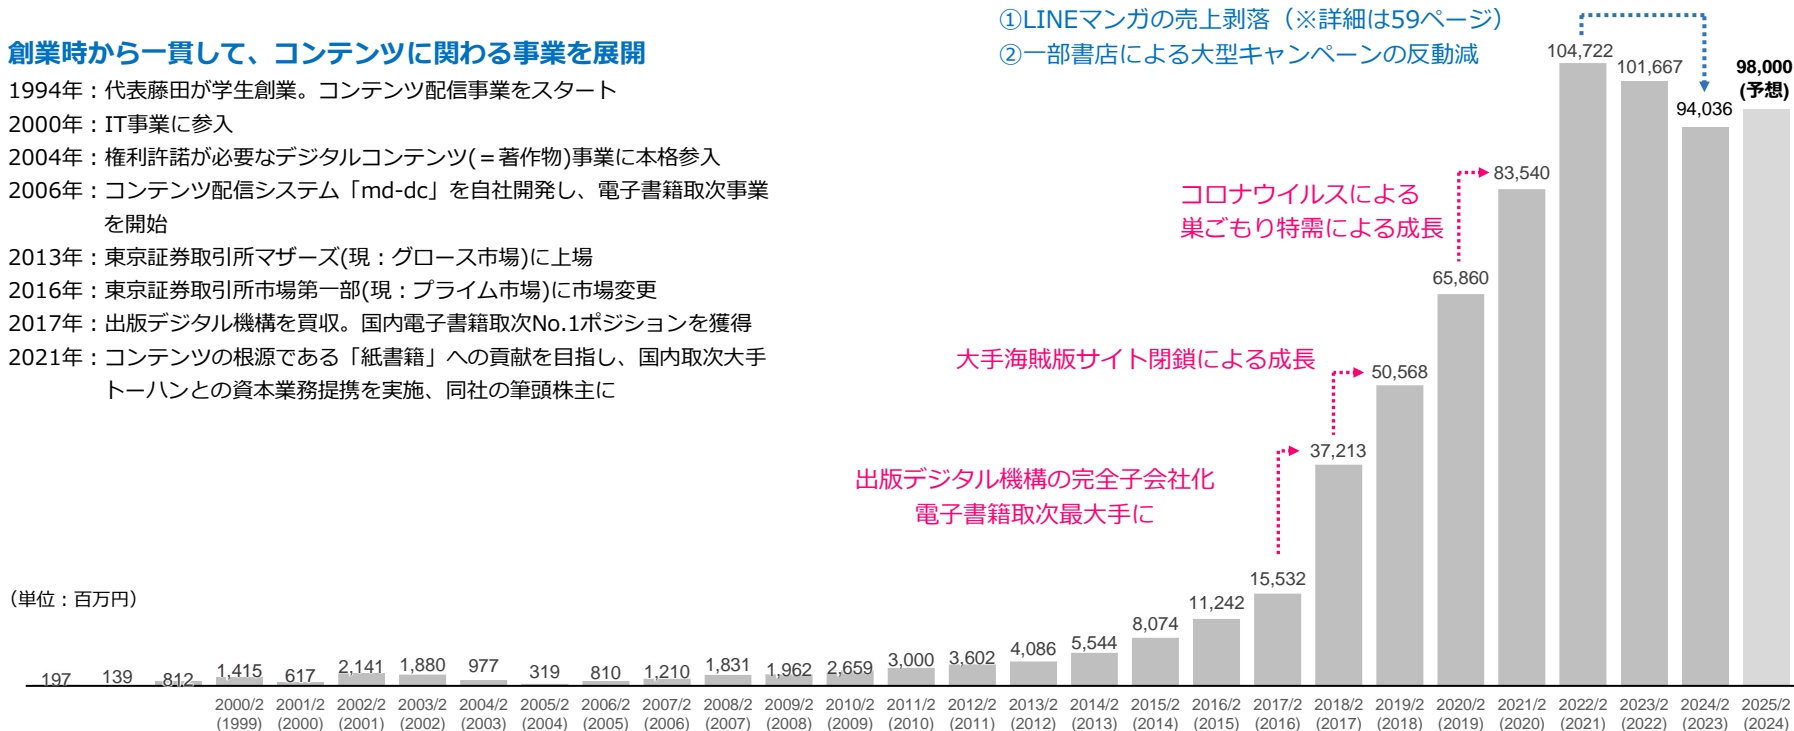 創業時から一貫して、コンテンツに関わる事業を展開
1994年：代表藤田が学生創業。コンテンツ配信事業をスタート
2000年：IT事業に参入
2004年：権利許諾が必要なデジタルコンテンツ(＝著作物)事業に本格参入
2006年：コンテンツ配信システム「md-dc」を自社開発し、電子書籍取次事業
を開始
2013年：東京証券取引所マザーズ(現：グロース市場)に上場
2016年：東京証券取引所市場第一部(現：プライム市場)に市場変更
2017年：出版デジタル機構を買収。国内電子書籍取次No.1ポジションを獲得
2021年：コンテンツの根源である「紙書籍」への貢献を目指し、国内取次大手
トーハンとの資本業務提携を実施、同社の筆頭株主に
①LINEマンガの売上剥落（※詳細は59ページ）
②一部書店による大型キャンペーンの反動減
コロナウイルスによる
巣ごもり特需による成長
大手海賊版サイト閉鎖による成長
出版デジタル機構の完全子会社化
電子書籍取次最大手に
（単位：百万円）
197 139 812 1,415 617 2,141 1,880 977 319 810 1,210 1,831 1,962 2,659 3,000 3,602 4,086 5,544 8,074 11,242 15,532 37,213 50,568 65,860 83,540 104,722 101,667 94,036 98,000
(予想)
2000/2 2001/2 2002/2 2003/2 2004/2 2005/2 2006/2 2007/2 2008/2 2009/2 2010/2 2011/2 2012/2 2013/2 2014/2 2015/2 2016/2 2017/2 2018/2 2019/2 2020/2 2021/2 2022/2 2023/2 2024/2 2025/2
(1999) (2000) (2001) (2002) (2003) (2004) (2005) (2006) (2007) (2008) (2009) (2010) (2011) (2012) (2013) (2014) (2015) (2016) (2017) (2018) (2019) (2020) (2021) (2022) (2023) (2024)